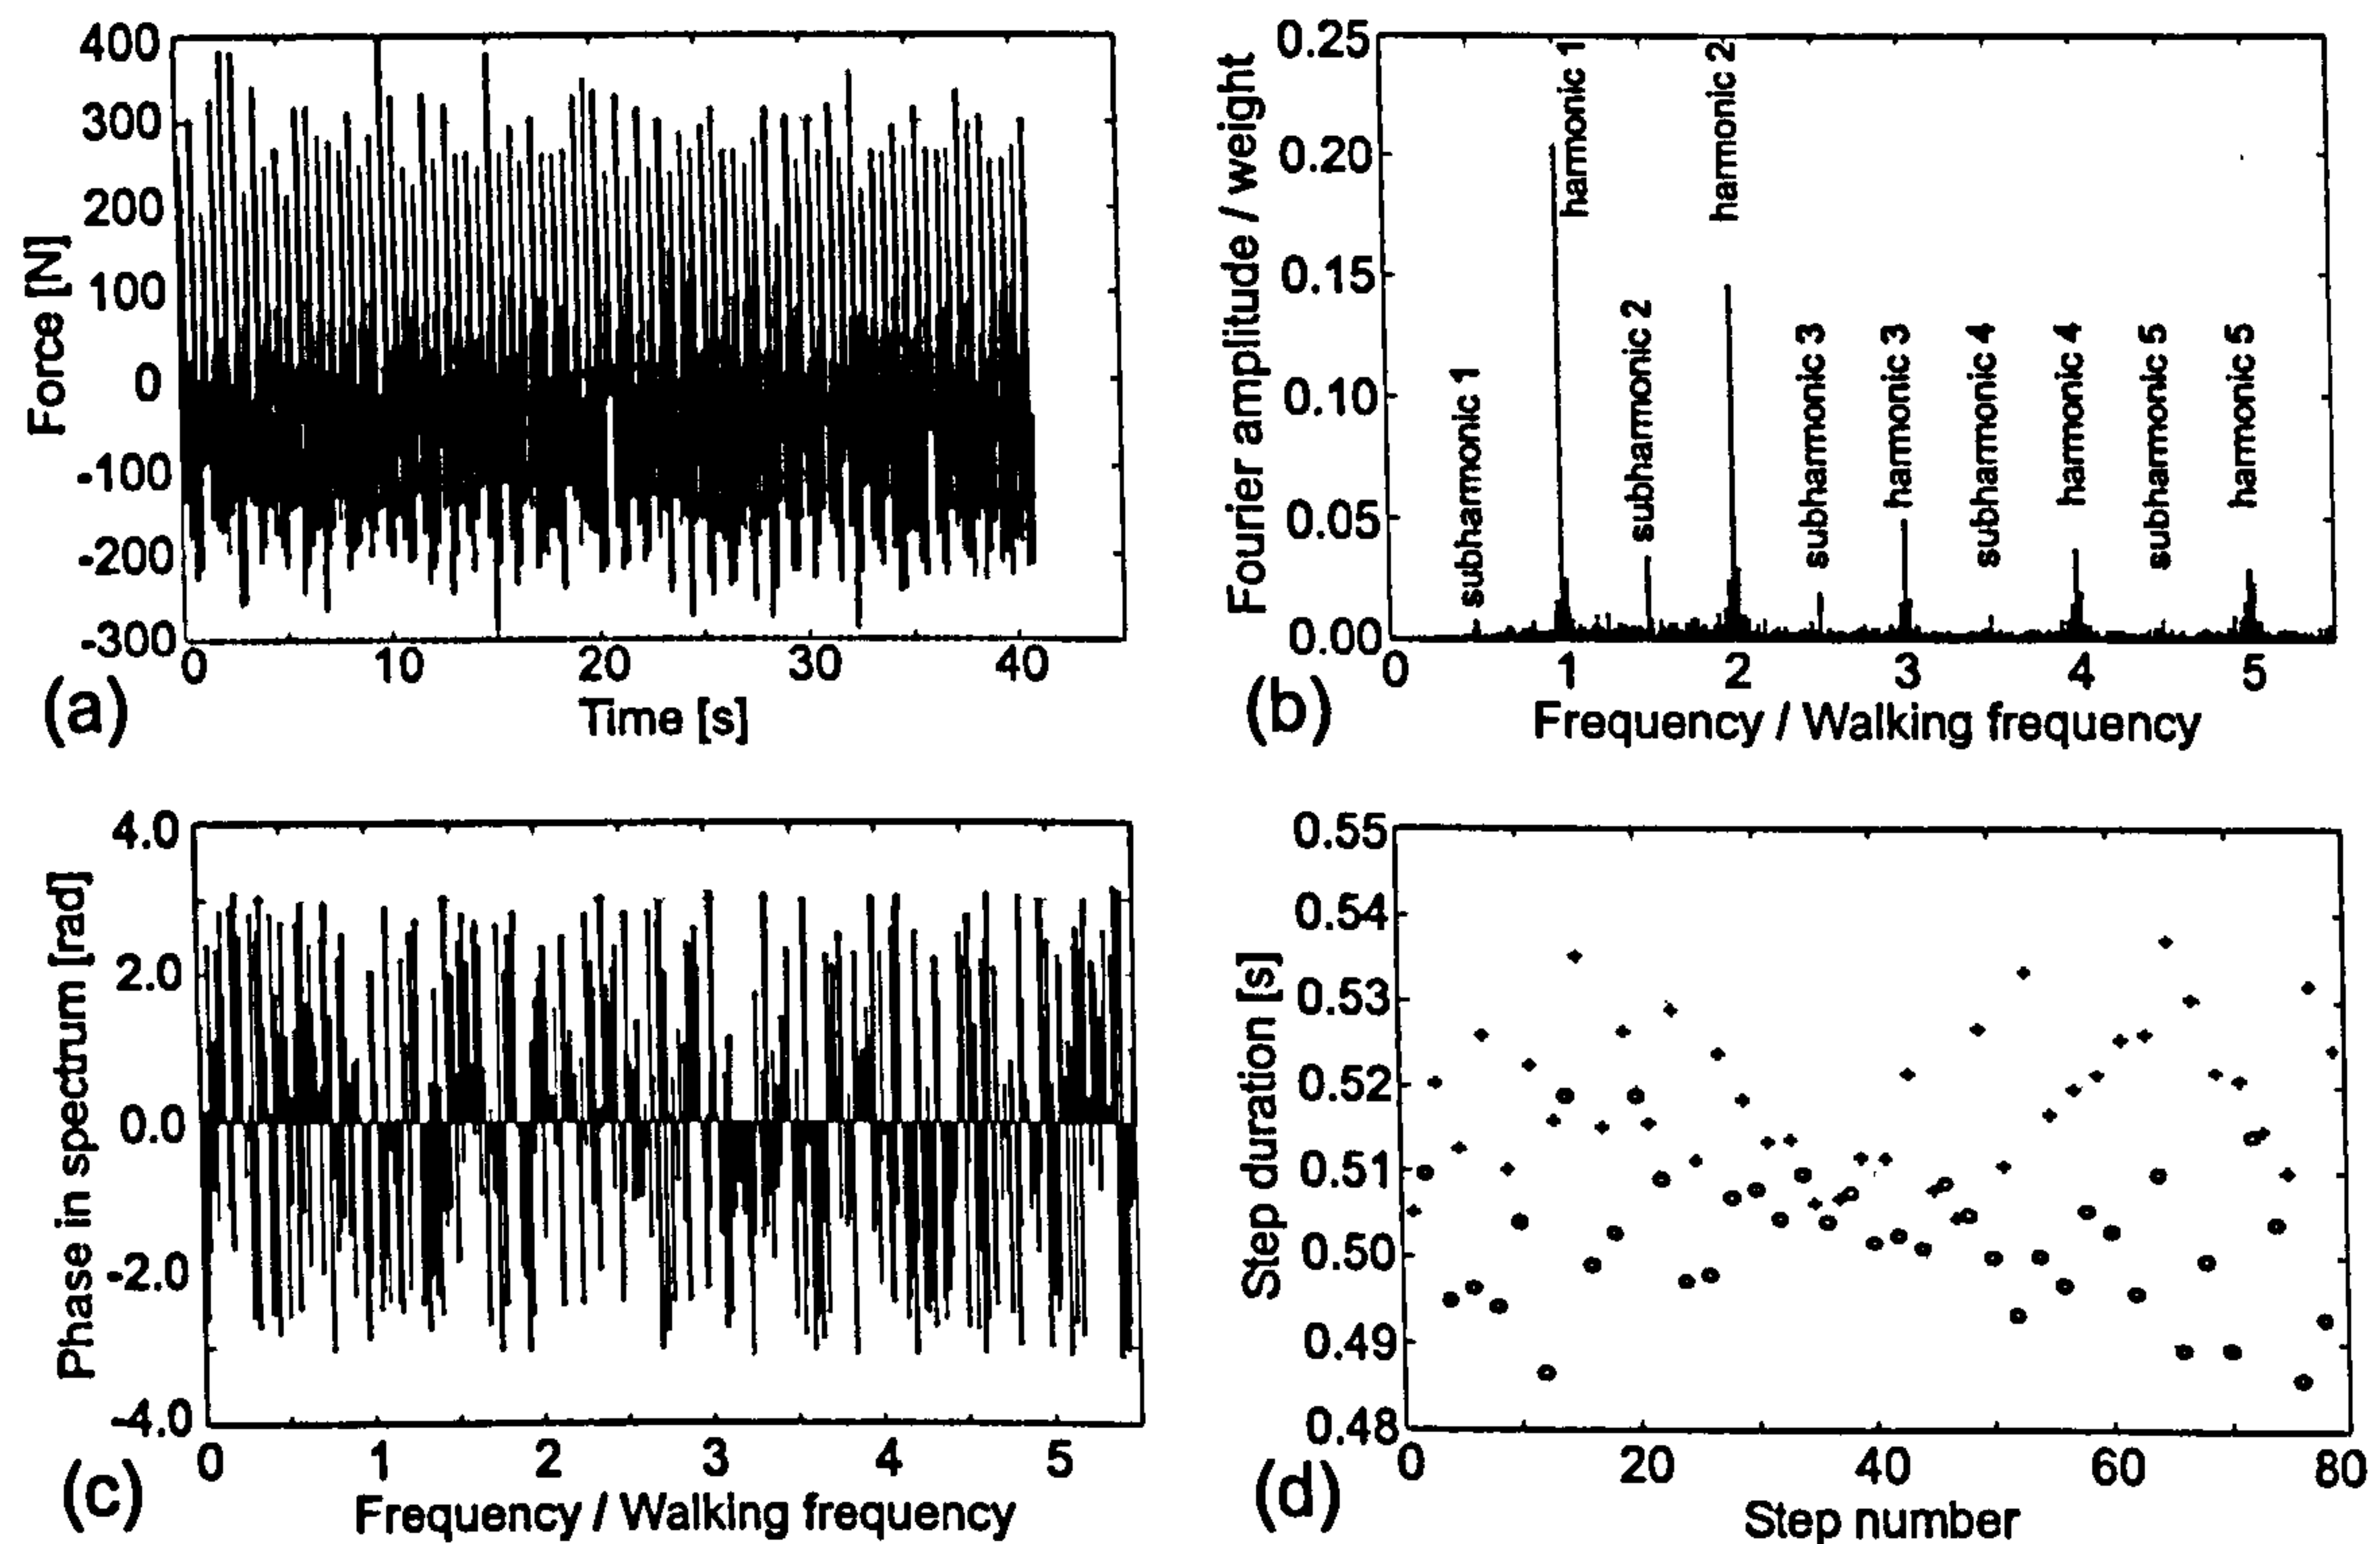 400
300
200
100
0
-100
-200
-300
Force [N]
0 10 20 30 40
Time [s]
(a)
0.25
0.20
0.15
0.10
0.05
0.00
Fourier amplitude / weight
subharmonic 1
harmonic 1
subharmonic 2
harmonic 2
subharmonic 3
harmonic 3
subharmonic 4
harmonic 4
subharmonic 5
harmonic 5
0 1 2 3 4 5
Frequency / Walking frequency
(b)
4.0
2.0
0.0
-2.0
-4.0
Phase in spectrum [rad]
0 1 2 3 4 5
Frequency / Walking frequency
(c)
0.55
0.54
0.53
0.52
0.51
0.50
0.49
0.48
Step duration [s]
0 20 40 60 80
Step number
(d)